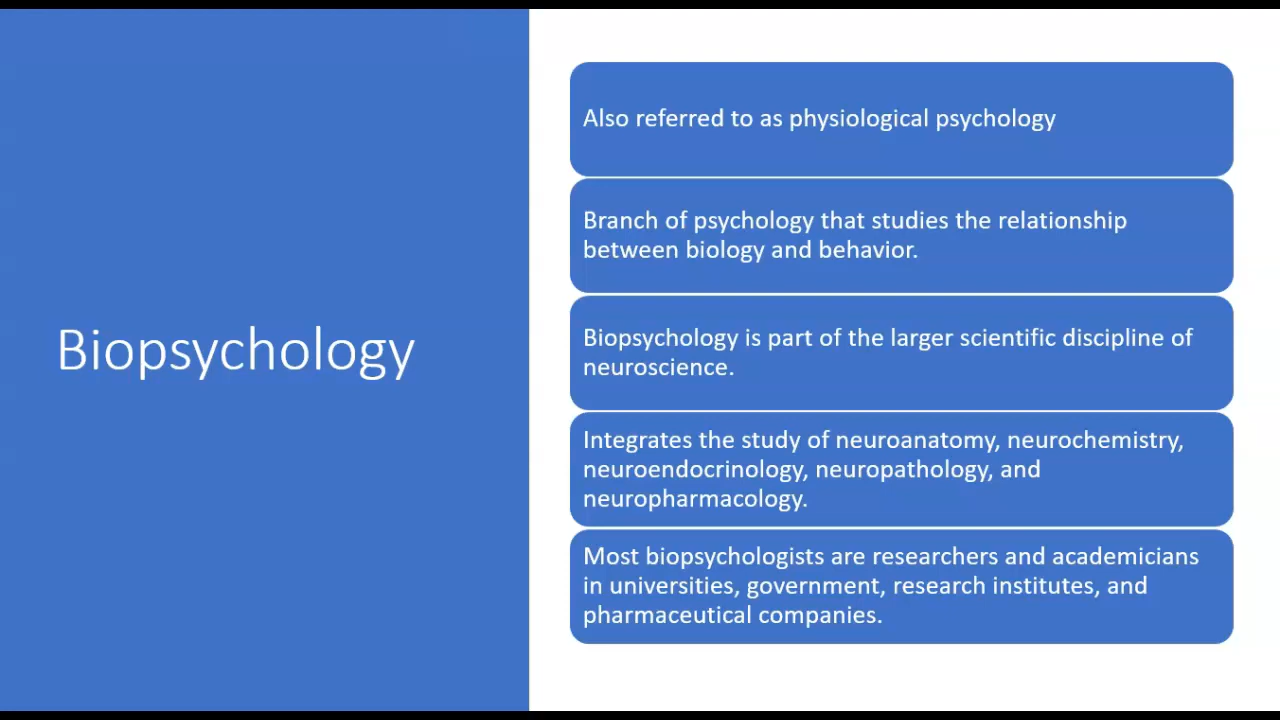 Biopsychology
Also referred to as physiological psychology
Branch of psychology that studies the relationship
between biology and behavior.
Biopsychology is part of the larger scientific discipline of
neuroscience.
Integrates the study of neuroanatomy, neurochemistry,
neuroendocrinology, neuropathology, and
neuropharmacology.
Most biopsychologists are researchers and academicians
in universities, government, research institutes, and
pharmaceutical companies.